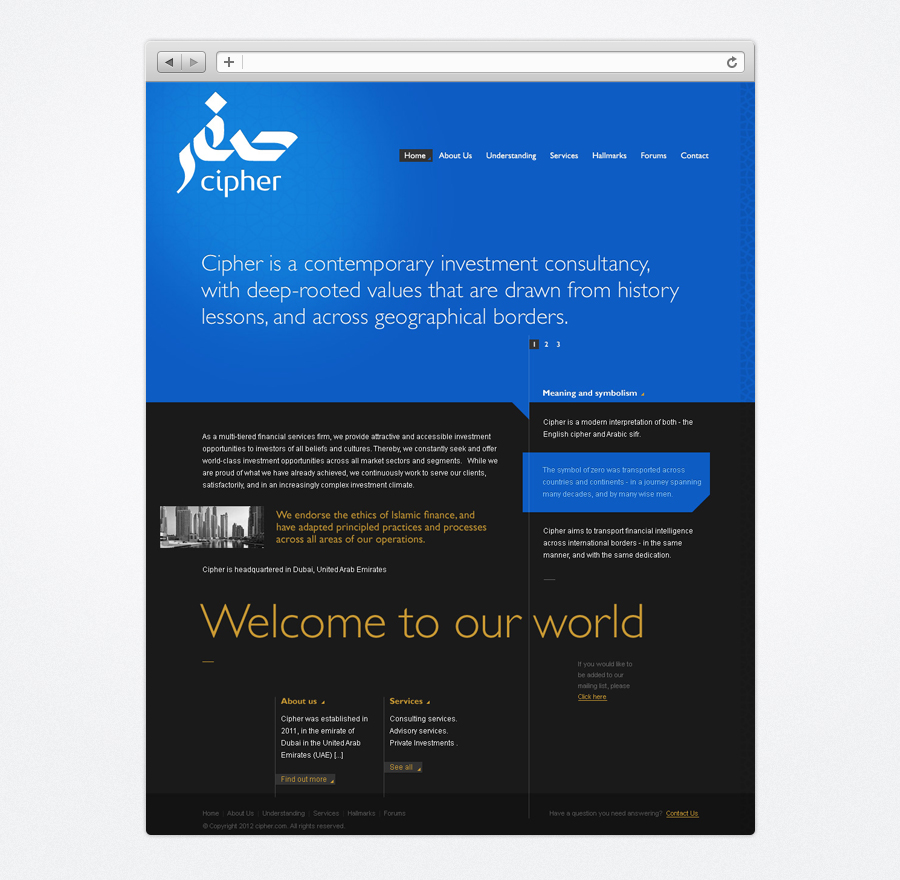 صفر
cipher
Home About Us Understanding Services Hallmarks Forums Contact
Cipher is a contemporary investment consultancy,
with deep-rooted values that are drawn from history
lessons, and across geographical borders.
1 2 3
Meaning and symbolism
Cipher is a modern interpretation of both - the
English cipher and Arabic sifr.
The symbol of zero was transported across
countries and continents - in a journey spanning
many decades, and by many wise men.
Cipher aims to transport financial intelligence
across international borders - in the same
manner, and with the same dedication.
As a multi-tiered financial services firm, we provide attractive and accessible investment
opportunities to investors of all beliefs and cultures. Thereby, we constantly seek and offer
world-class investment opportunities across all market sectors and segments. While we
are proud of what we have already achieved, we continuously work to serve our clients,
satisfactorily, and in an increasingly complex investment climate.
We endorse the ethics of Islamic finance, and
have adapted principled practices and processes
across all areas of our operations.
Cipher is headquartered in Dubai, United Arab Emirates
Welcome to our world
If you would like to
be added to our
mailing list, please
Click here
About us
Cipher was established in
2011, in the emirate of
Dubai in the United Arab
Emirates (UAE) [...]
Find out more
Services
Consulting services.
Advisory services.
Private Investments .
See all
Home | About Us | Understanding | Services | Hallmarks | Forums
© Copyright 2012 cipher.com. All rights reserved.
Have a question you need answering? Contact Us